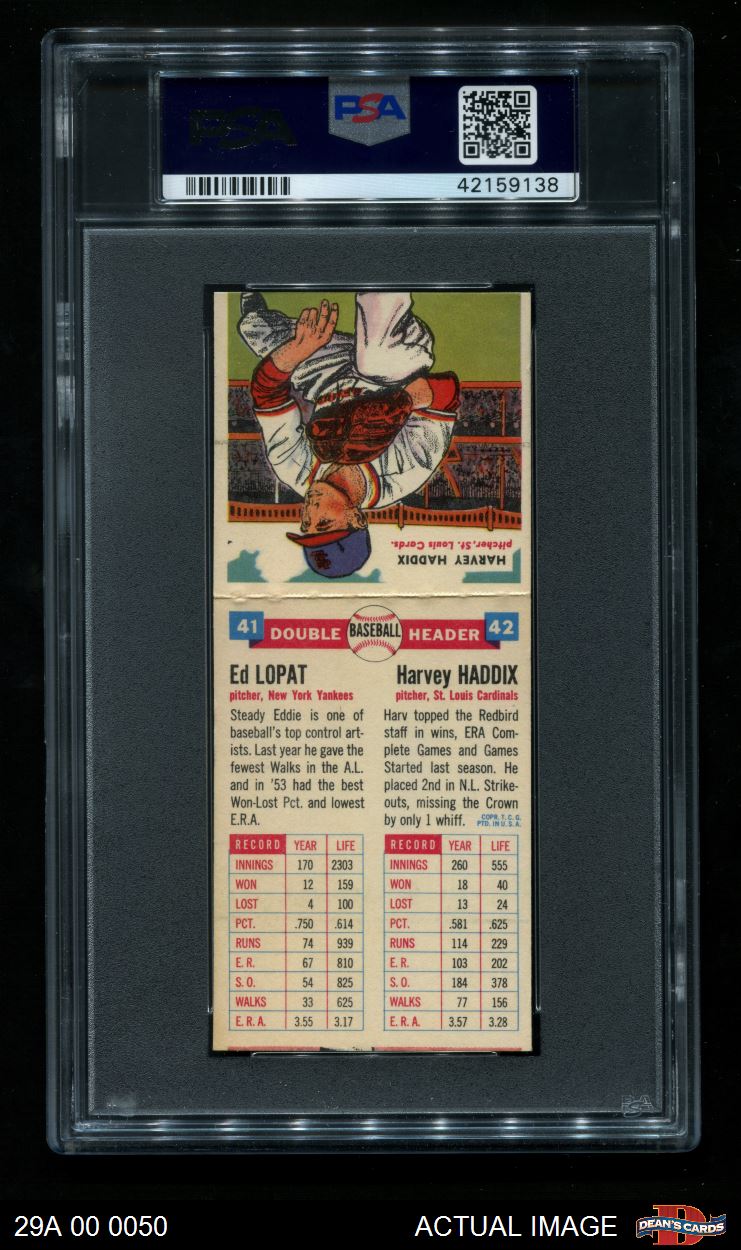 PSA
PSA
42159138
pitcher, St. Louis Cards.
HARVEY HADDIX
41 DOUBLE BASEBALL HEADER 42
Ed LOPAT
pitcher, New York Yankees
Steady Eddie is one of
baseball's top control art-
ists. Last year he gave the
fewest Walks in the A.L.
and in '53 had the best
Won-Lost Pct. and lowest
E.R.A.
Harvey HADDIX
pitcher, St. Louis Cardinals
Harv topped the Redbird
staff in wins, ERA Com-
plete Games and Games
Started last season. He
placed 2nd in N.L. Strike-
outs, missing the Crown
by only 1 whiff.
COPR. T. C. G.
PTD. IN U. S. A.
RECORD YEAR LIFE
INNINGS 170 2303
WON 12 159
LOST 4 100
PCT. .750 .614
RUNS 74 939
E. R. 67 810
S. O. 54 825
WALKS 33 625
E. R. A. 3.55 3.17
RECORD YEAR LIFE
INNINGS 260 555
WON 18 40
LOST 13 24
PCT. .581 .625
RUNS 114 229
E. R. 103 202
S. O. 184 378
WALKS 77 156
E. R. A. 3.57 3.28
PSA
29A 00 0050
ACTUAL IMAGE
DEAN'S CARDS